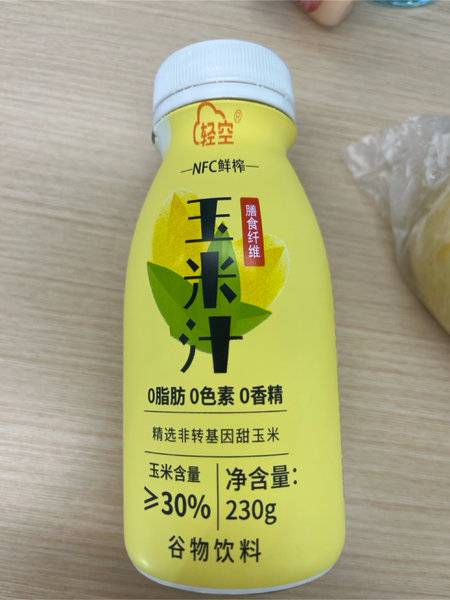 轻空®
NFC鲜榨
玉米汁
膳食纤维
0脂肪 0色素 0香精
精选非转基因甜玉米
玉米含量
≥30%
净含量：
230g
谷物饮料